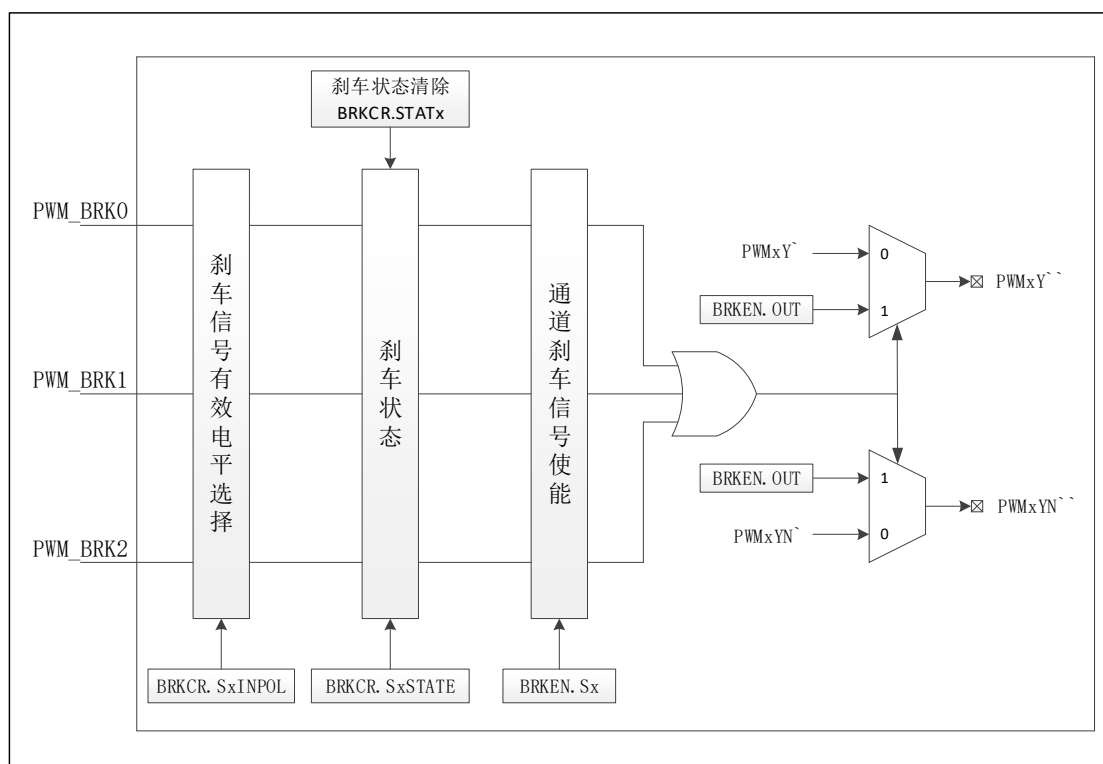 刹车状态清除
BRKCR.STATx
PWM_BRK0
PWM_BRK1
PWM_BRK2
刹车信号有效电平选择
刹车状态
通道刹车信号使能
BRKCR.SxINPOL
BRKCR.SxSTATE
BRKEN.Sx
PWMxY`
0
BRKEN.OUT
1
PWMxY``
BRKEN.OUT
1
PWMxYN`
0
PWMxYN``